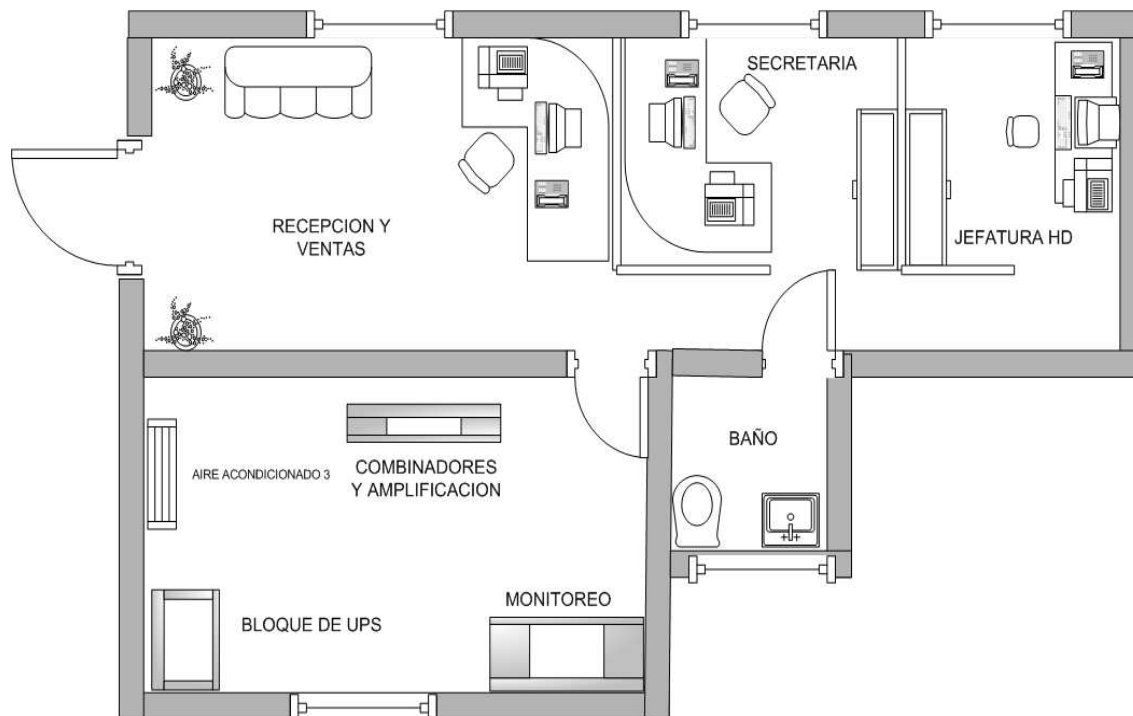 SECRETARIA
RECEPCION Y
VENTAS
JEFATURA HD
BAÑO
AIRE ACONDICIONADO 3
COMBINADORES
Y AMPLIFICACION
MONITOREO
BLOQUE DE UPS